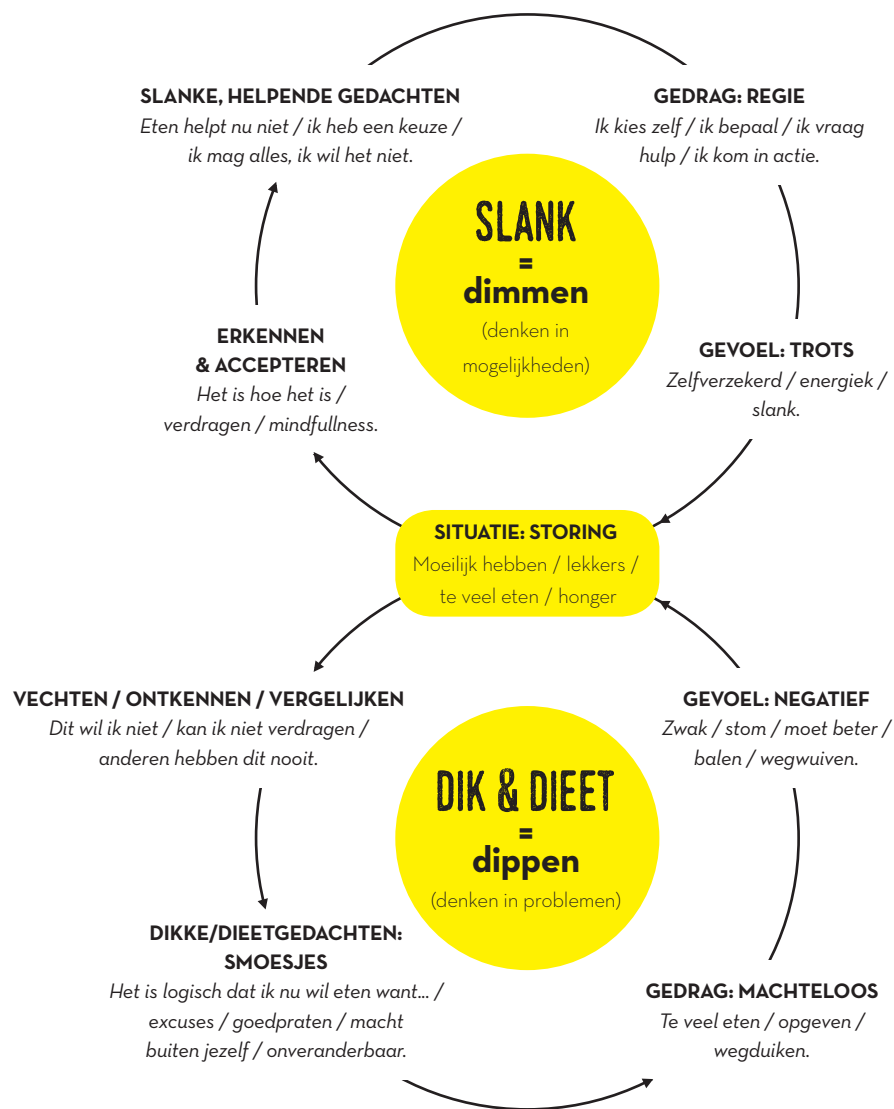 SLANKE, HELPENDE GEDACHTEN
Eten helpt nu niet / ik heb een keuze /
ik mag alles, ik wil het niet.
GEDRAG: REGIE
Ik kies zelf / ik bepaal / ik vraag
hulp / ik kom in actie.
SLANK
=
dimmen
(denken in
mogelijkheden)
ERKENNEN
& ACCEPTEREN
Het is hoe het is /
verdragen / mindfullness.
GEVOEL: TROTS
Zelfverzekerd / energiek /
slank.
SITUATIE: STORING
Moeilijk hebben / lekkers /
te veel eten / honger
VECHTEN / ONTKENNEN / VERGELIJKEN
Dit wil ik niet / kan ik niet verdragen /
anderen hebben dit nooit.
GEVOEL: NEGATIEF
Zwak / stom / moet beter /
balen / wegwuiven.
DIK & DIEET
=
dippen
(denken in problemen)
DIKKE/DIEETGEDACHTEN:
SMOESJES
Het is logisch dat ik nu wil eten want... /
excuses / goedpraten / macht
buiten jezelf / onveranderbaar.
GEDRAG: MACHTELOOS
Te veel eten / opgeven /
wegduiken.